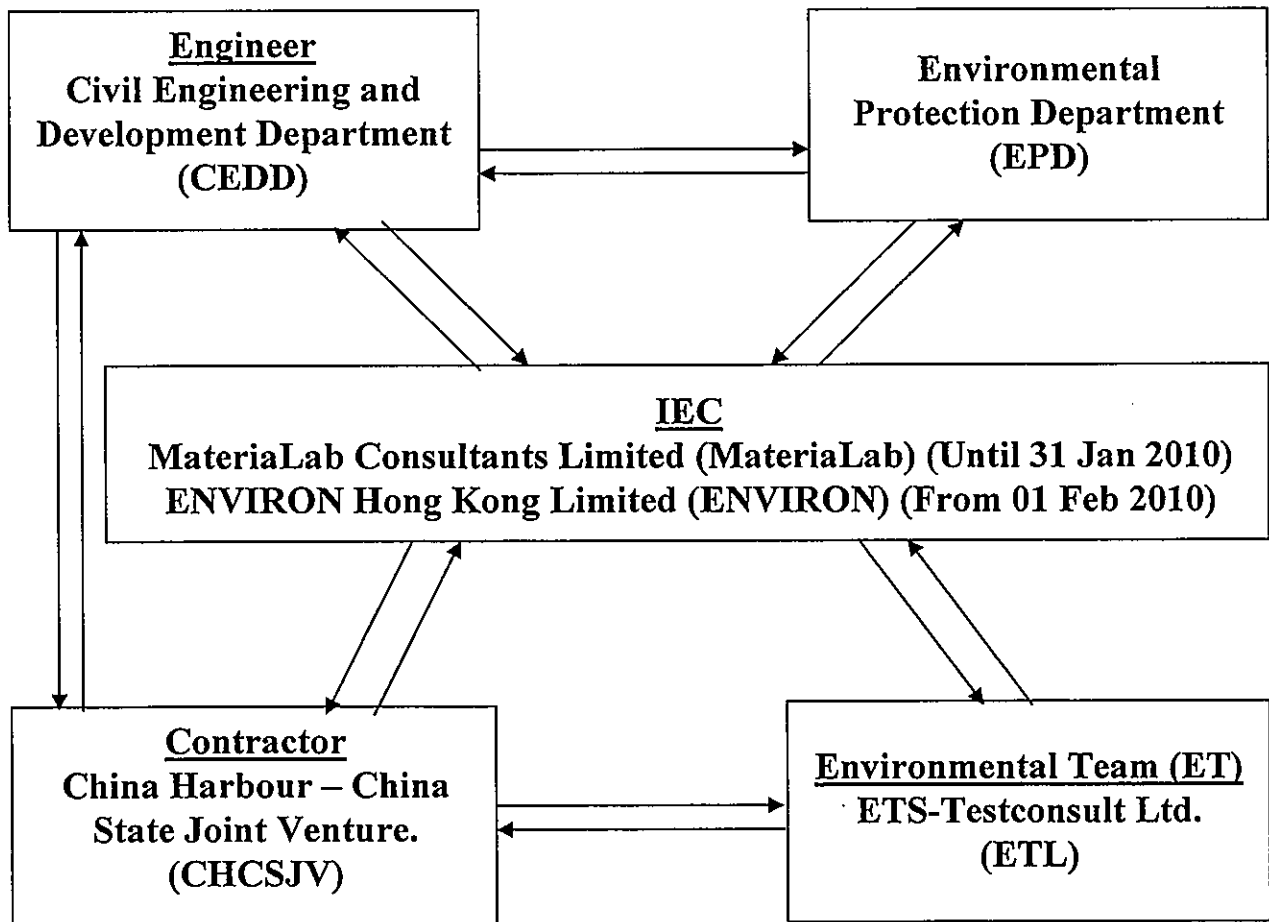 Engineer
Civil Engineering and
Development Department
(CEDD)
Environmental
Protection Department
(EPD)
IEC
MateriaLab Consultants Limited (MateriaLab) (Until 31 Jan 2010)
ENVIRON Hong Kong Limited (ENVIRON) (From 01 Feb 2010)
Contractor
China Harbour – China
State Joint Venture.
(CHCSJV)
Environmental Team (ET)
ETS-Testconsult Ltd.
(ETL)